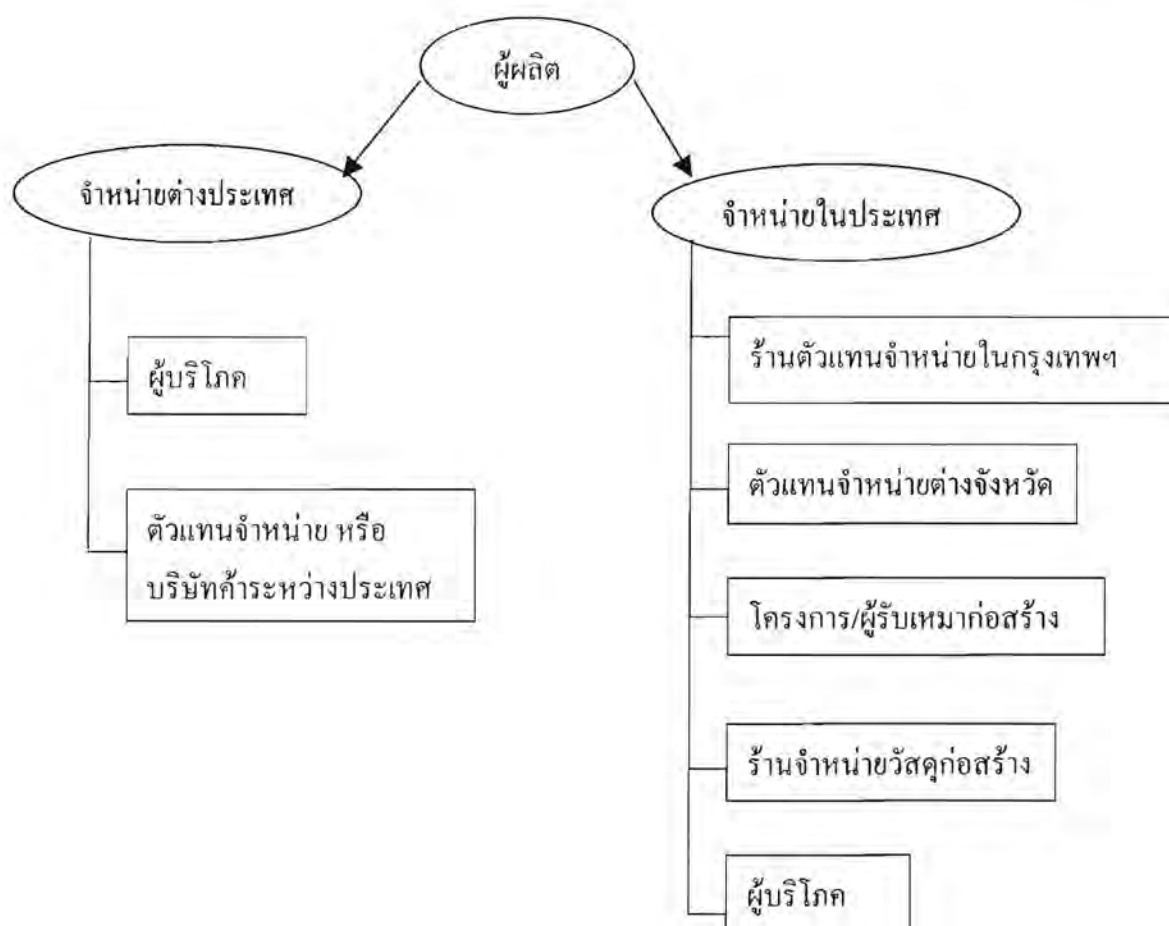 ผู้ผลิต
จำหน่ายต่างประเทศ
ผู้บริโภค
ตัวแทนจำหน่าย หรือ
บริษัทค้าระหว่างประเทศ
จำหน่ายในประเทศ
ร้านตัวแทนจำหน่ายในกรุงเทพฯ
ตัวแทนจำหน่ายต่างจังหวัด
โครงการ/ผู้รับเหมาก่อสร้าง
ร้านจำหน่ายวัสดุก่อสร้าง
ผู้บริโภค